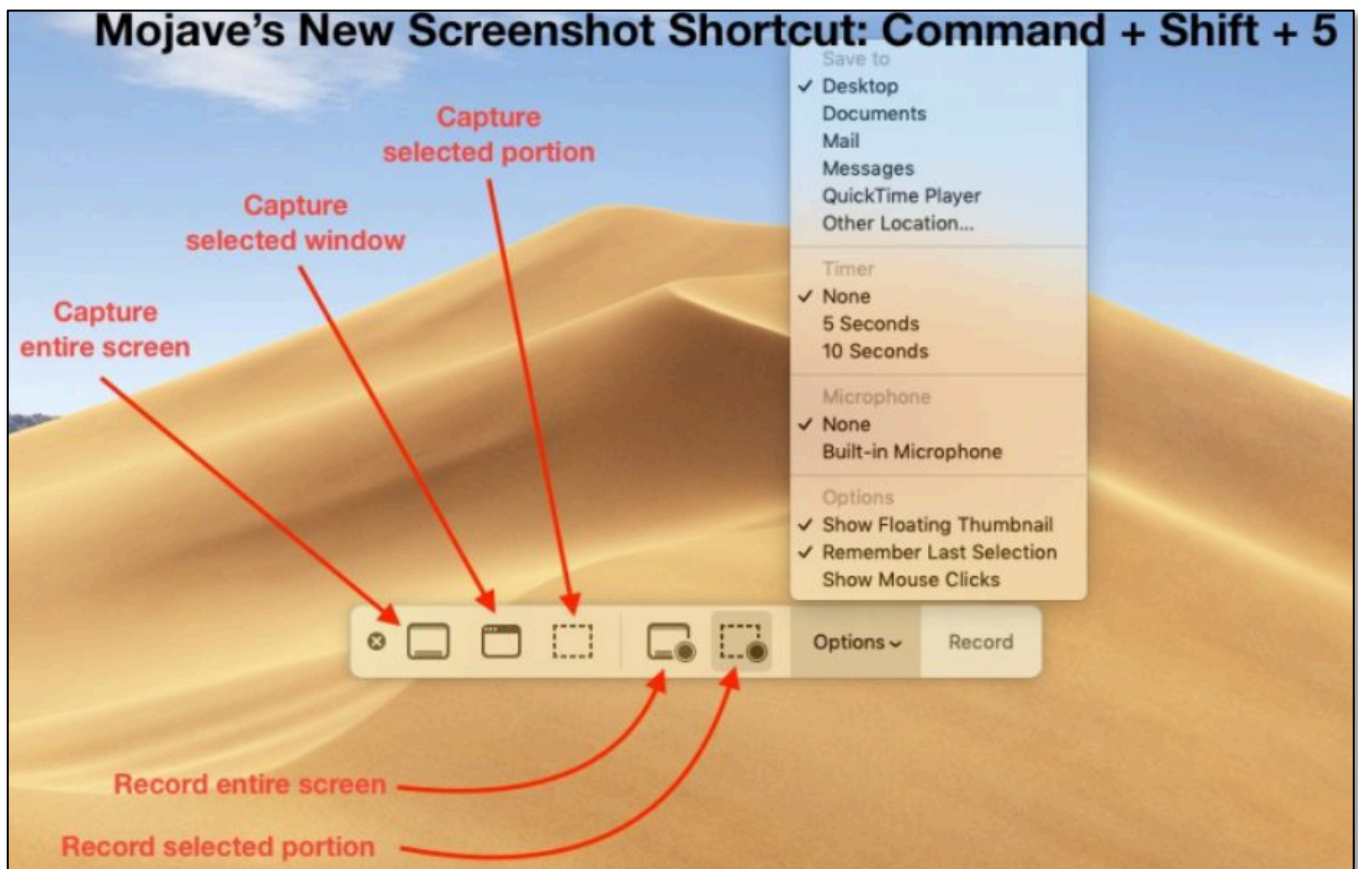 Mojave's New Screenshot Shortcut: Command + Shift + 5
Save to
✓ Desktop
Documents
Mail
Messages
QuickTime Player
Other Location...
Timer
✓ None
5 Seconds
10 Seconds
Microphone
✓ None
Built-in Microphone
Options
✓ Show Floating Thumbnail
✓ Remember Last Selection
Show Mouse Clicks
Capture
selected portion
Capture
selected window
Capture
entire screen
Options
Record
Record entire screen
Record selected portion